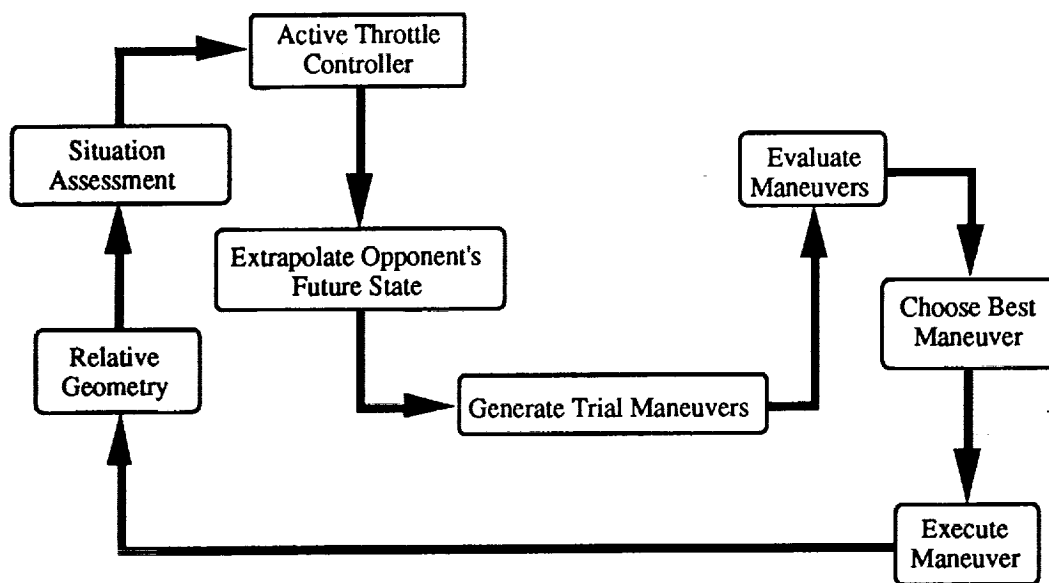 Active Throttle
Controller
Situation
Assessment
Evaluate
Maneuvers
Extrapolate Opponent's
Future State
Choose Best
Maneuver
Relative
Geometry
Generate Trial Maneuvers
Execute
Maneuver